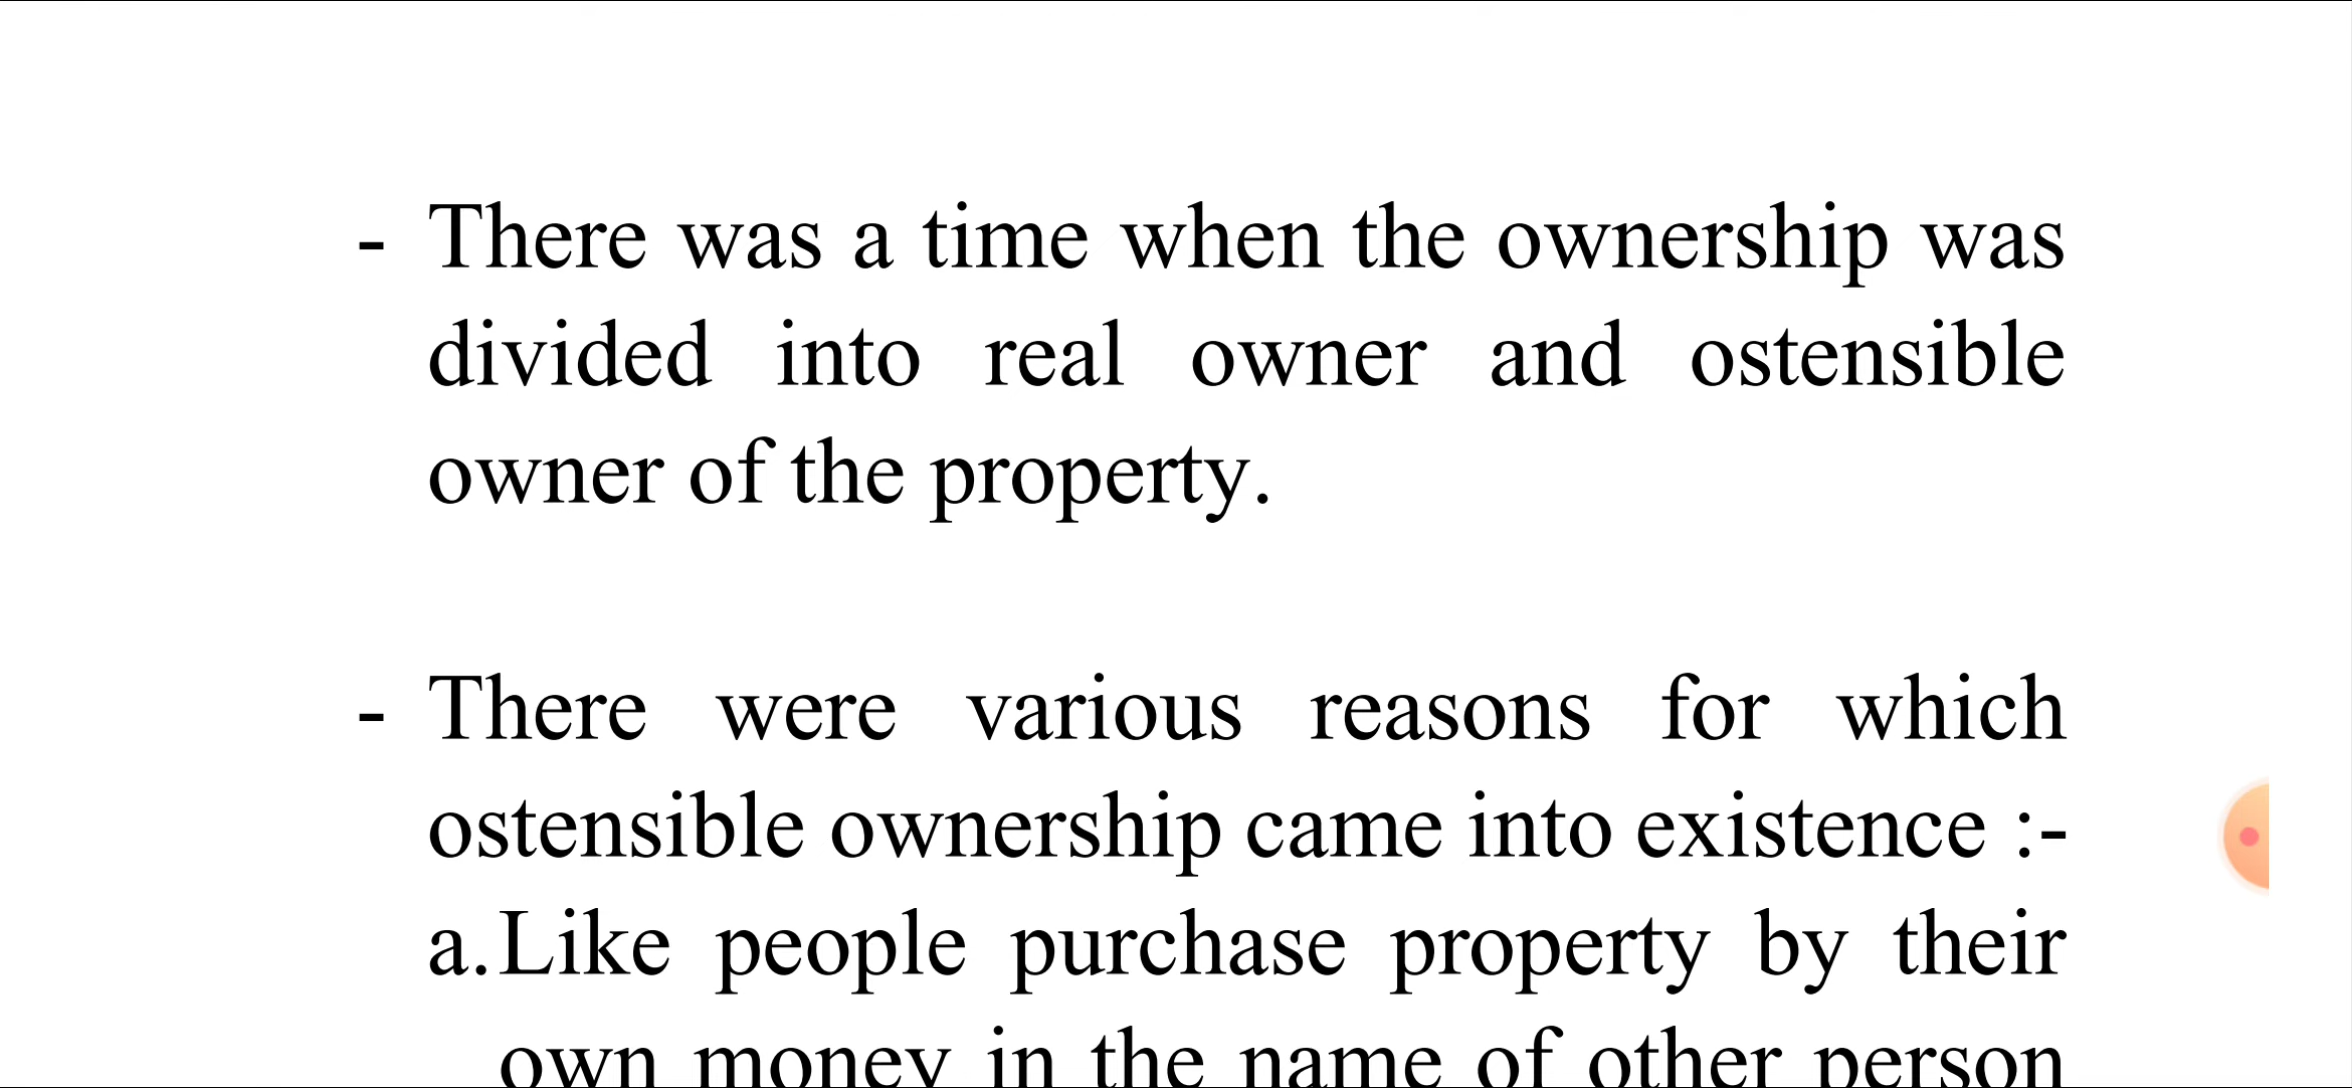 - There was a time when the ownership was
divided into real owner and ostensible
owner of the property.
- There were various reasons for which
ostensible ownership came into existence :-
a. Like people purchase property by their
own money in the name of other person